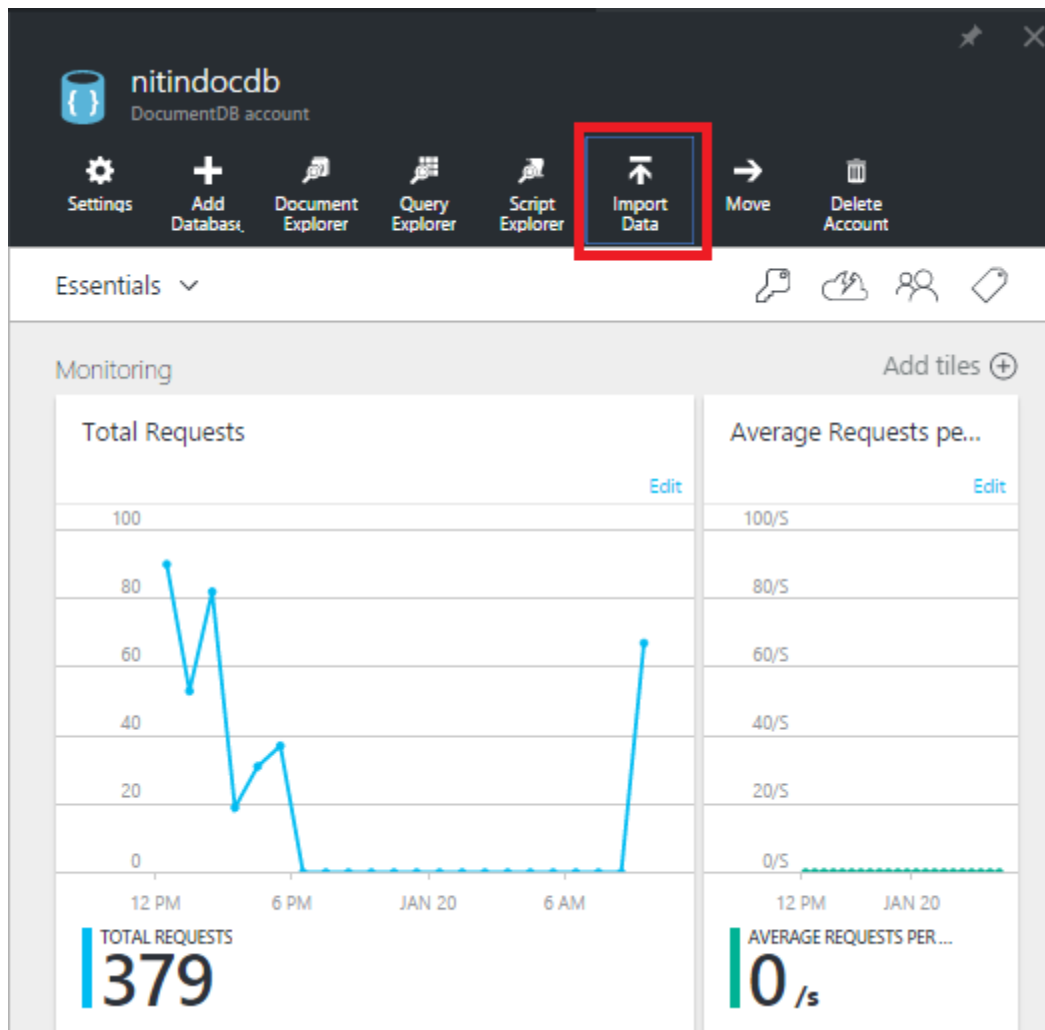 nitindocdb
DocumentDB account
Settings
Add
Database
Document
Explorer
Query
Explorer
Script
Explorer
Import
Data
Move
Delete
Account
Essentials
Monitoring
Add tiles
Total Requests
Edit
100
80
60
40
20
0
12 PM
6 PM
JAN 20
6 AM
TOTAL REQUESTS
379
Average Requests pe...
Edit
100/S
80/S
60/S
40/S
20/S
0/S
12 PM
JAN 20
AVERAGE REQUESTS PER ...
0 /s